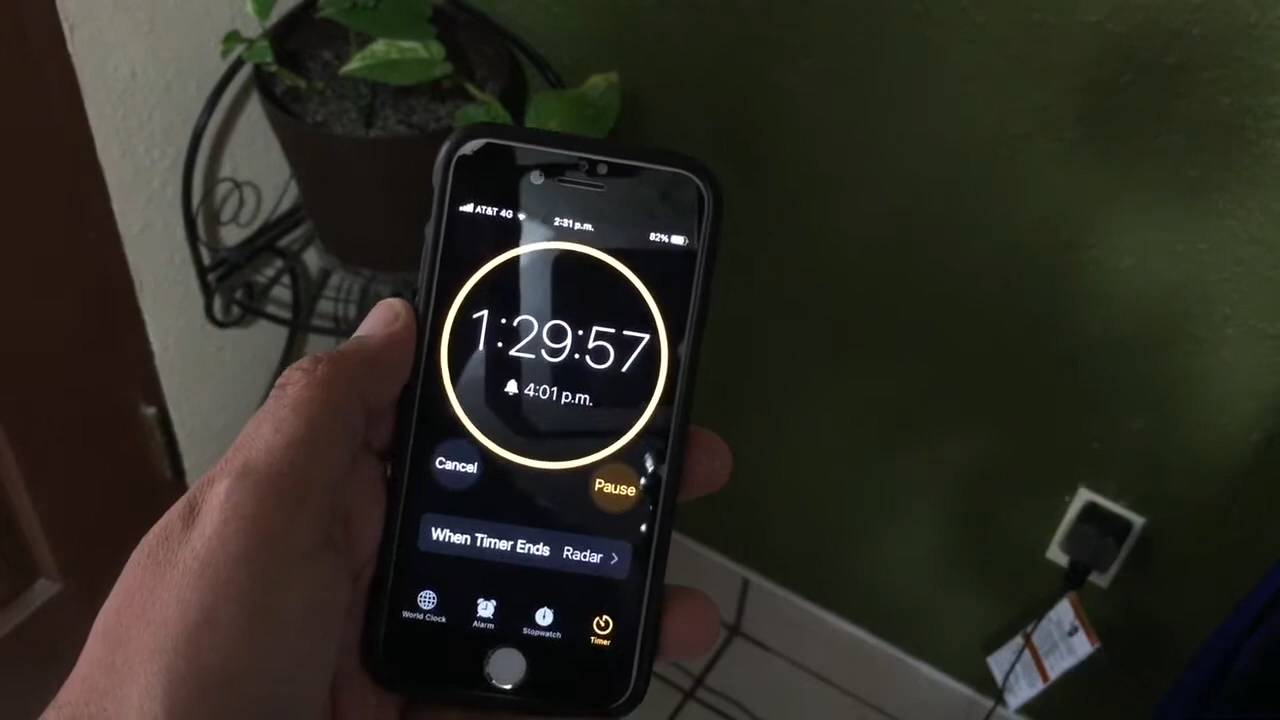 AT&T 4G 2:31 p.m. 82%
1:29:57
4:01 p.m.
Cancel Pause
When Timer Ends Radar
World Clock Alarm Stopwatch Timer